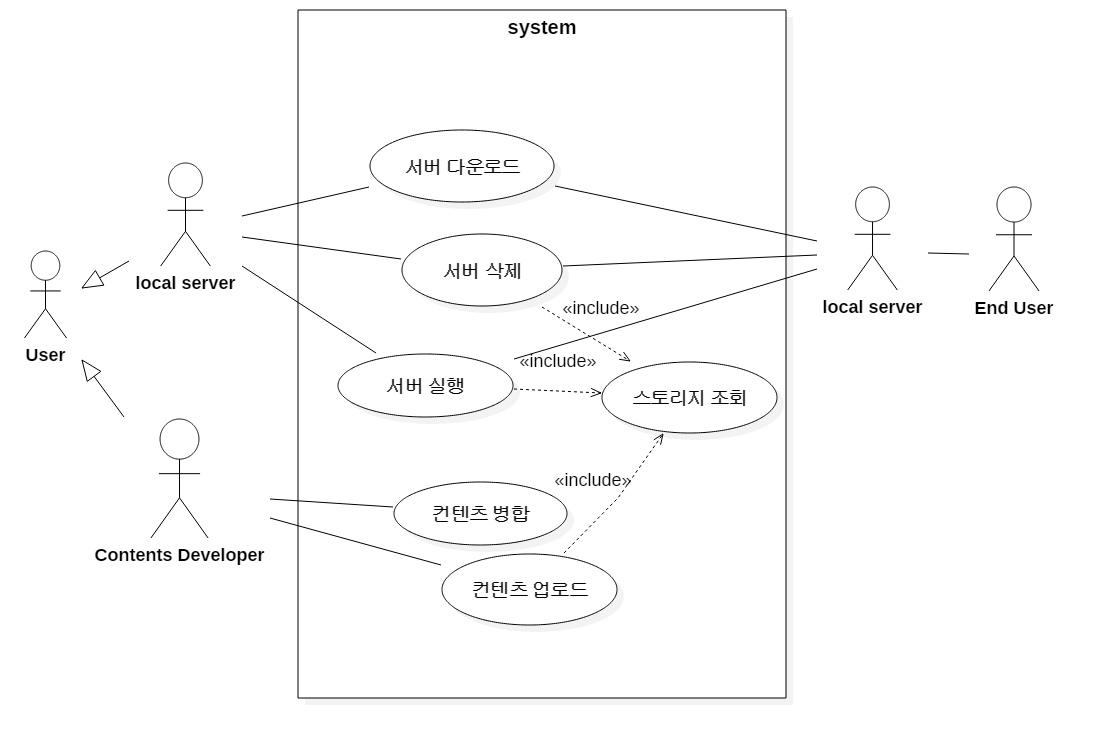 system
서버 다운로드
서버 삭제
local server
«include»
local server
End User
User
«include»
서버 실행
스토리지 조회
«include»
컨텐츠 병합
Contents Developer
컨텐츠 업로드